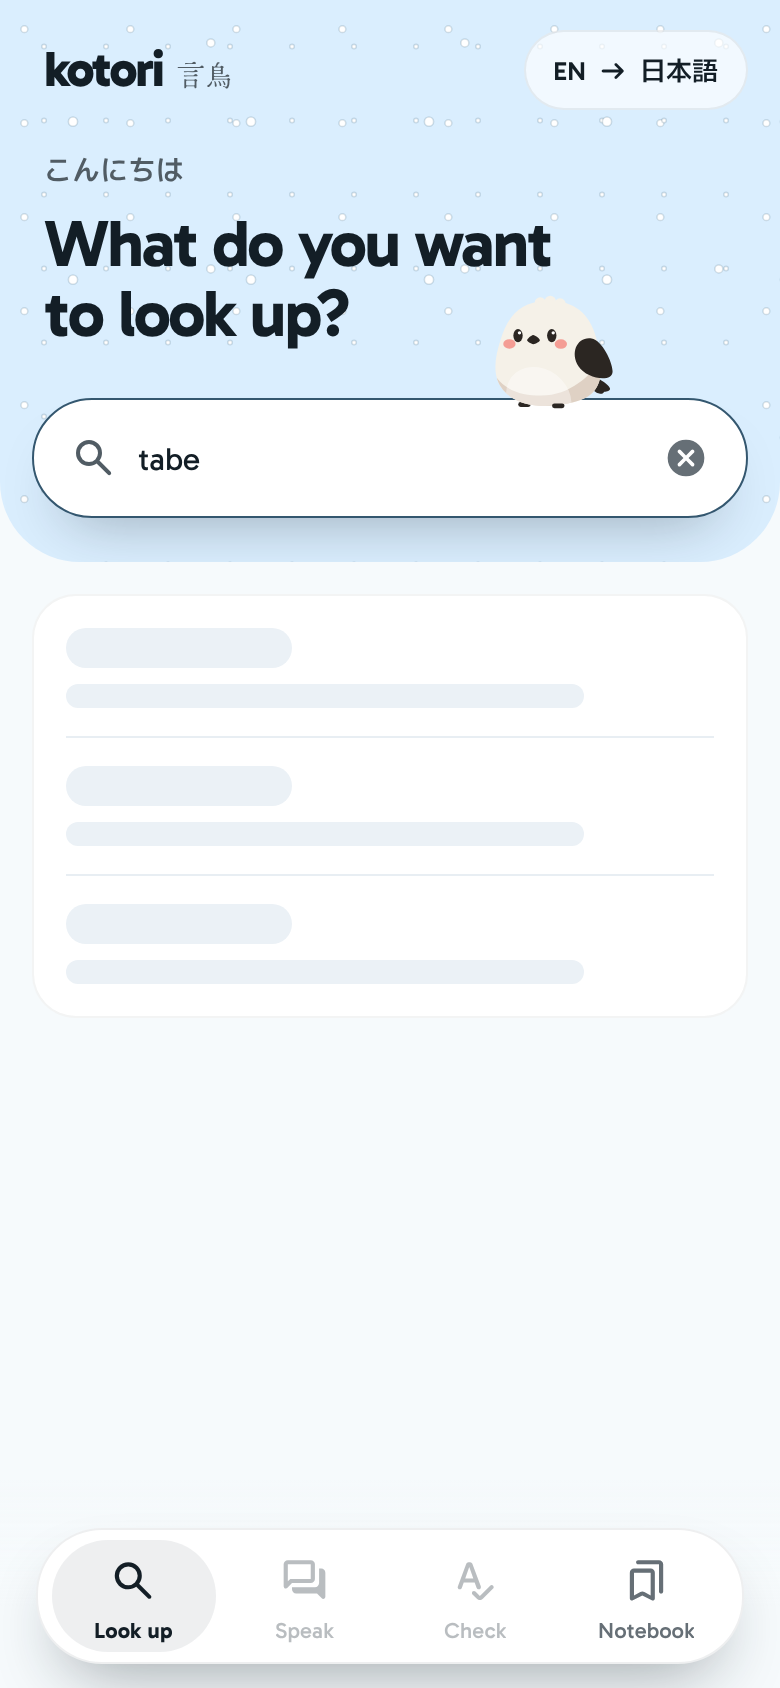 kotori 言鳥
EN → 日本語
こんにちは
What do you want
to look up?
tabe
Look up
Speak
Check
Notebook